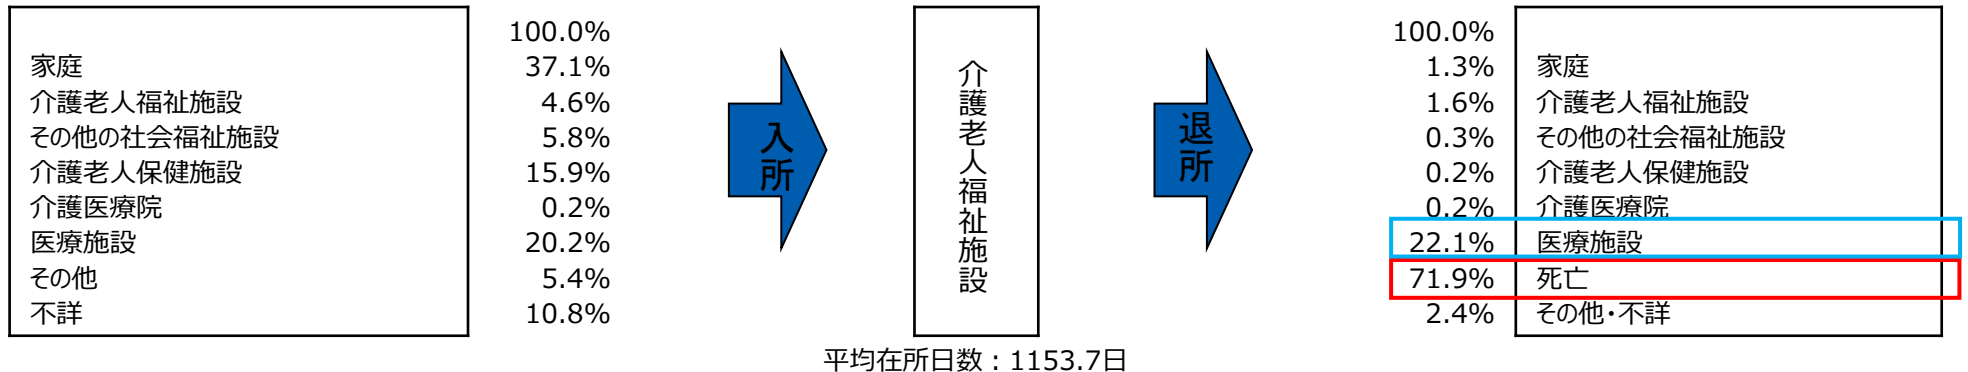 100.0%
家庭 37.1%
介護老人福祉施設 4.6%
その他の社会福祉施設 5.8%
介護老人保健施設 15.9%
介護医療院 0.2%
医療施設 20.2%
その他 5.4%
不詳 10.8%
入所
介護老人福祉施設
退所
100.0%
1.3% 家庭
1.6% 介護老人福祉施設
0.3% その他の社会福祉施設
0.2% 介護老人保健施設
0.2% 介護医療院
22.1% 医療施設
71.9% 死亡
2.4% その他・不詳
平均在所日数：1153.7日